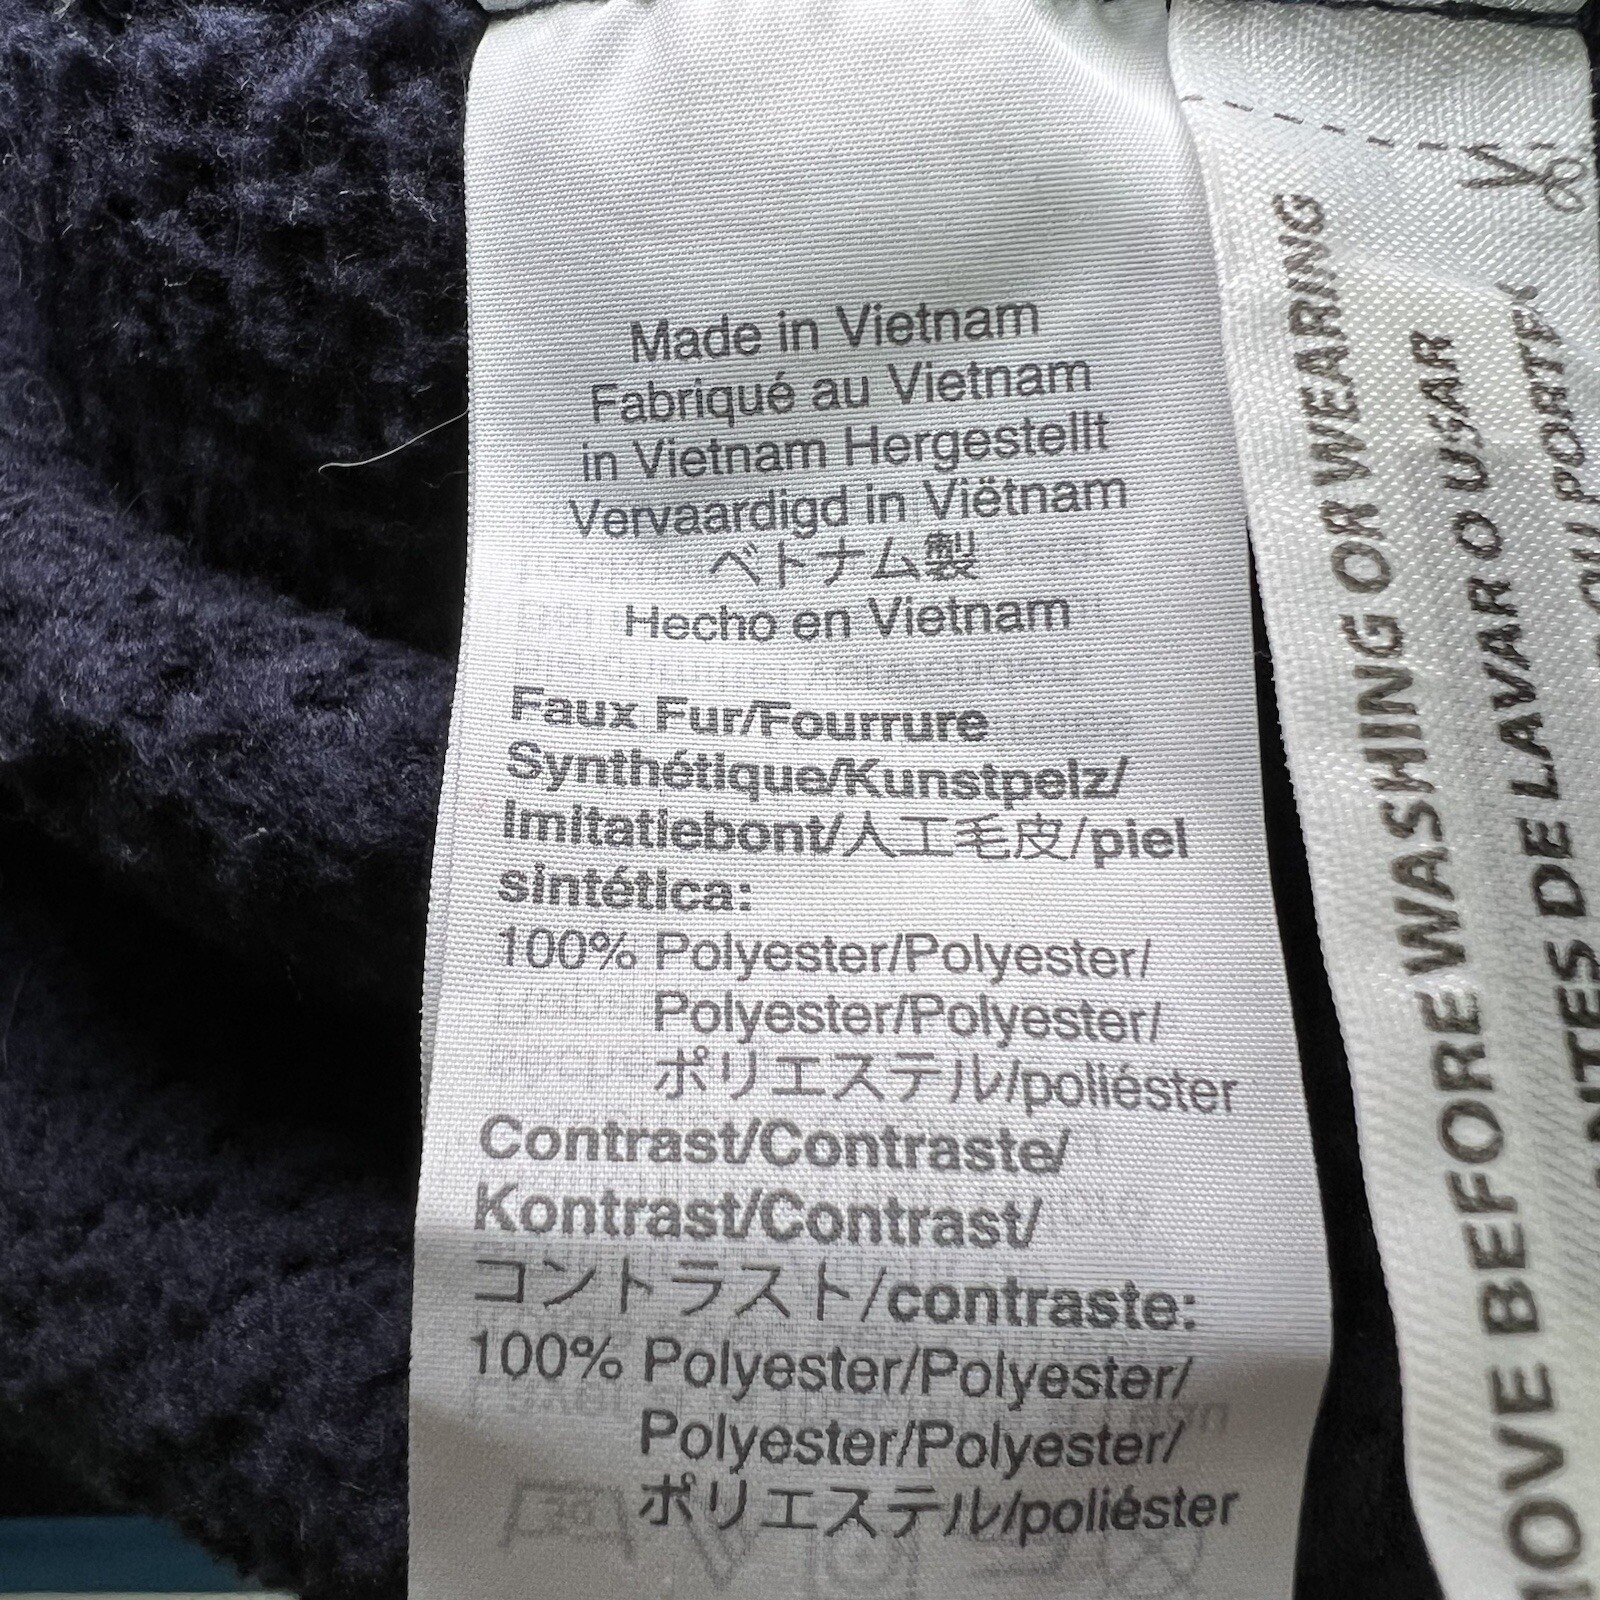 Made in Vietnam
Fabriqué au Vietnam
in Vietnam Hergestellt
Vervaardigd in Viëtnam
ベトナム製
Hecho en Vietnam
Faux Fur/Fourrure
Synthétique/Kunstpelz/
Imitatiebont/人工毛皮/piel
sintética:
100% Polyester/Polyester/
Polyester/Polyester/
ポリエステル/poliéster
Contrast/Contraste/
Kontrast/Contrast/
コントラスト/contraste:
100% Polyester/Polyester/
Polyester/Polyester/
ポリエステル/poliéster
BEFORE WASHING OR WEARING
DE LAVAR O USAR